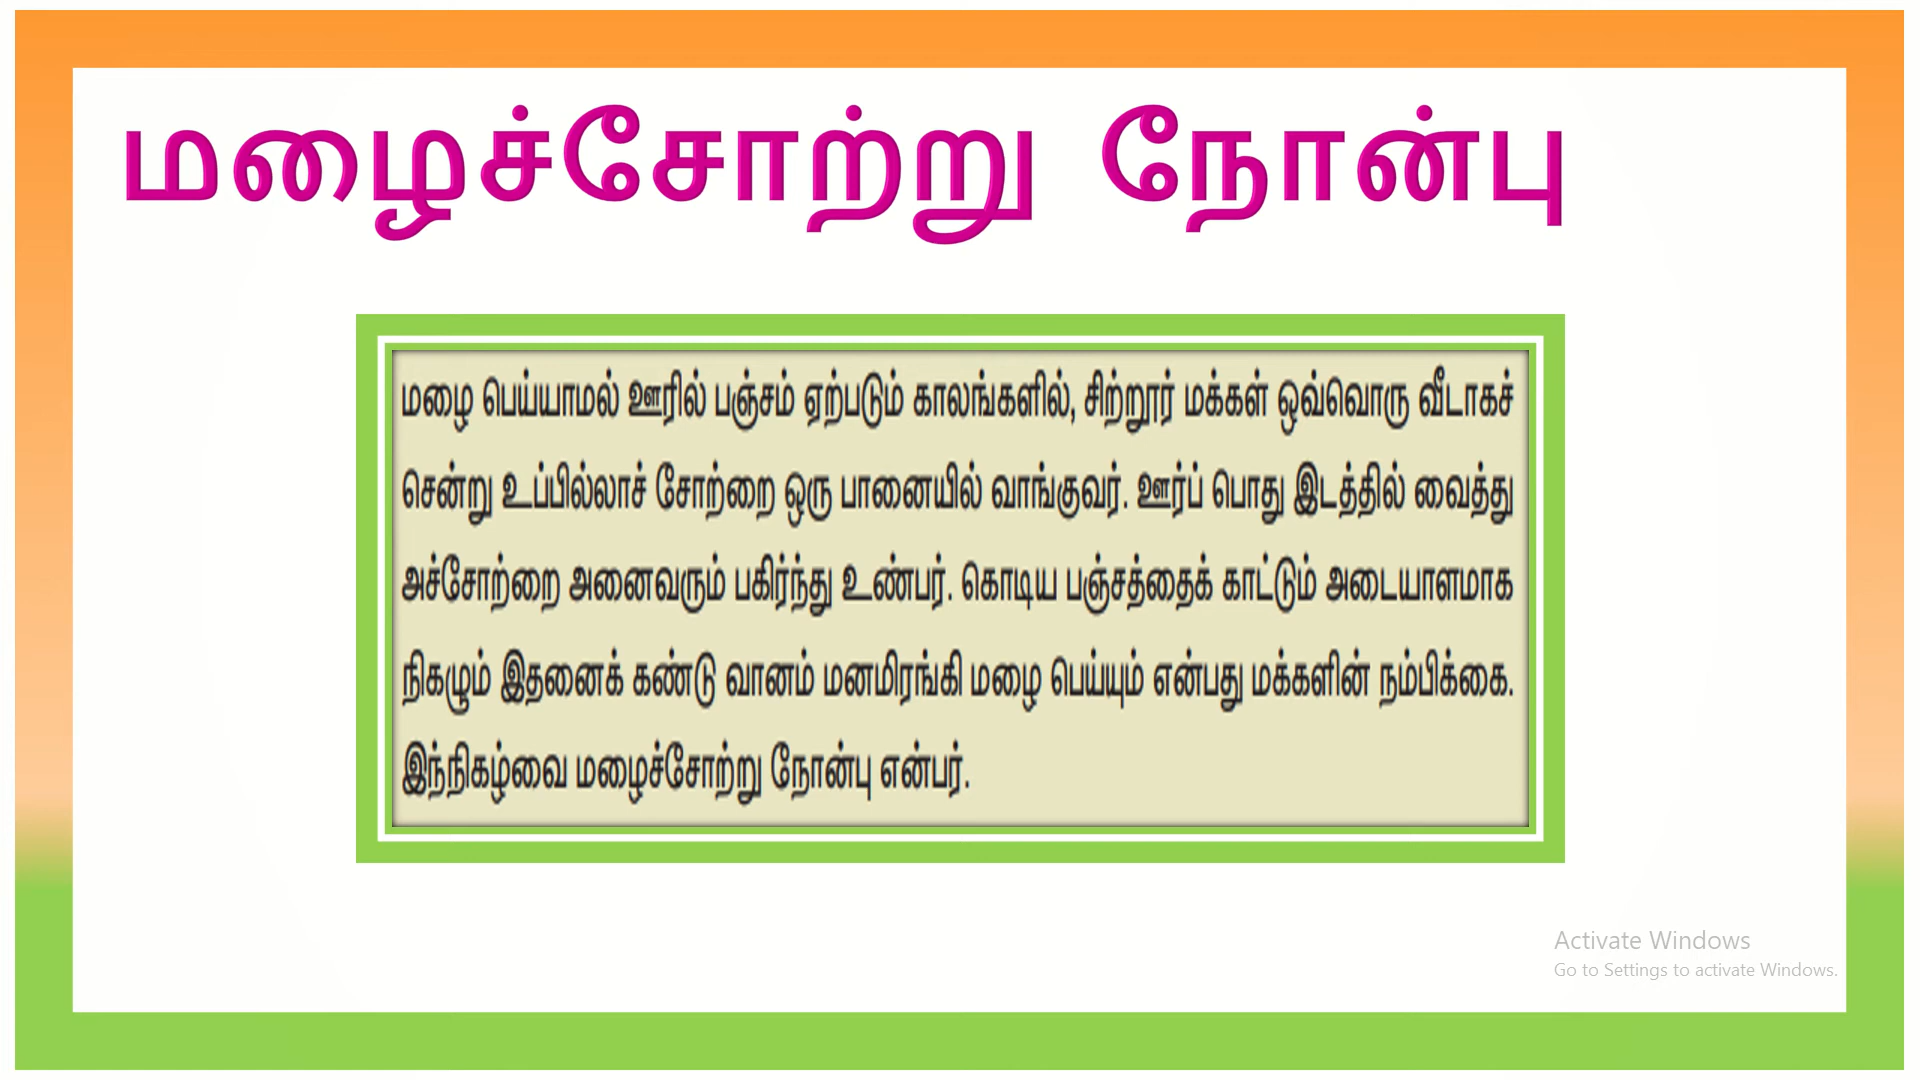 மழைச்சோற்று நோன்பு
மழை பெய்யாமல் ஊரில் பஞ்சம் ஏற்படும் காலங்களில், சிற்றூர் மக்கள் ஒவ்வொரு வீடாகச்
சென்று உப்பில்லாச் சோற்றை ஒரு பானையில் வாங்குவர். ஊர்ப் பொது இடத்தில் வைத்து
அச்சோற்றை அனைவரும் பகிர்ந்து உண்பர். கொடிய பஞ்சத்தைக் காட்டும் அடையாளமாக
நிகழும் இதனைக் கண்டு வானம் மனமிரங்கி மழை பெய்யும் என்பது மக்களின் நம்பிக்கை.
இந்நிகழ்வை மழைச்சோற்று நோன்பு என்பர்.
Activate Windows
Go to Settings to activate Windows.